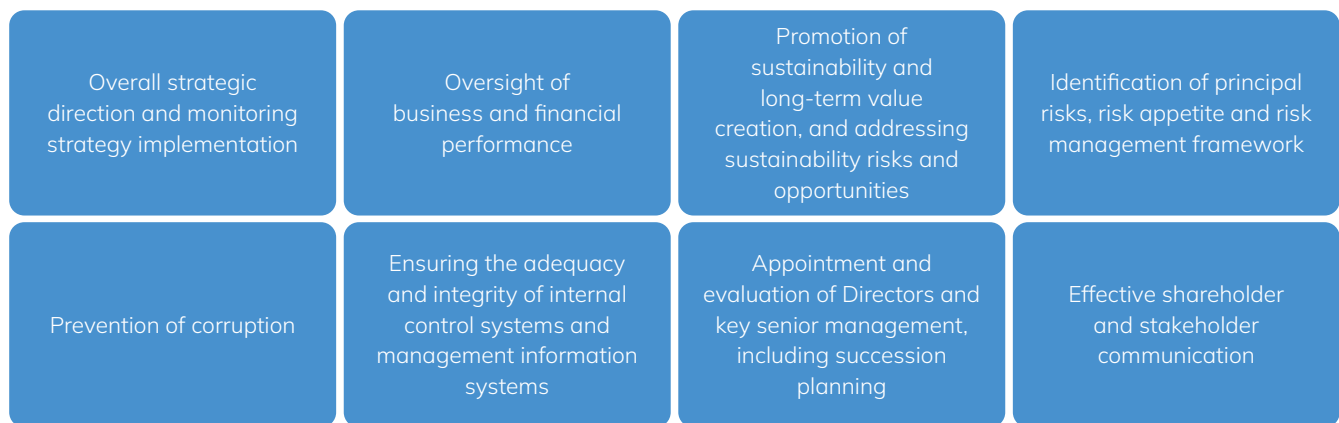 Overall strategic
direction and monitoring
strategy implementation
Oversight of
business and financial
performance
Promotion of
sustainability and
long-term value
creation, and addressing
sustainability risks and
opportunities
Identification of principal
risks, risk appetite and risk
management framework
Prevention of corruption
Ensuring the adequacy
and integrity of internal
control systems and
management information
systems
Appointment and
evaluation of Directors and
key senior management,
including succession
planning
Effective shareholder
and stakeholder
communication